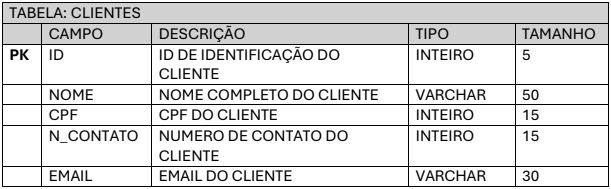 TABELA: CLIENTES
CAMPO DESCRIÇÃO TIPO TAMANHO
PK ID ID DE IDENTIFICAÇÃO DO INTEIRO 5
CLIENTE
NOME NOME COMPLETO DO CLIENTE VARCHAR 50
CPF CPF DO CLIENTE INTEIRO 15
N_CONTATO NUMERO DE CONTATO DO INTEIRO 15
CLIENTE
EMAIL EMAIL DO CLIENTE VARCHAR 30